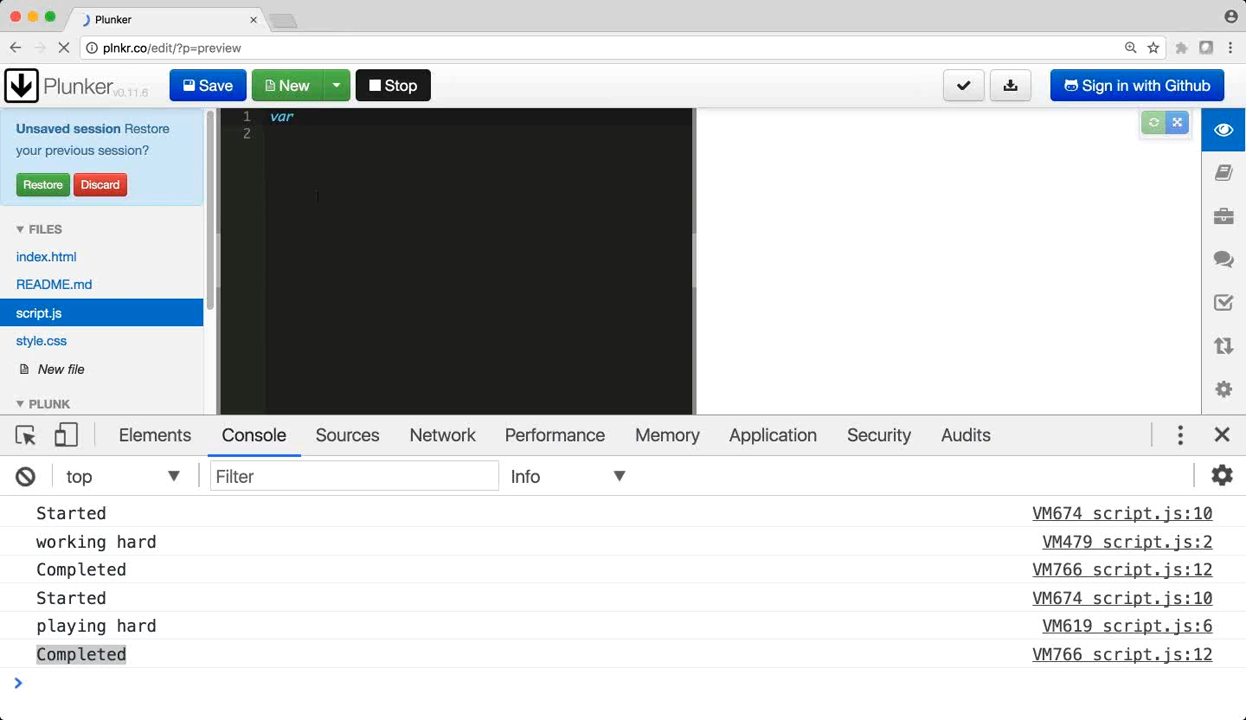 Plunker
plnkr.co/edit/?p=preview
Plunker v0.11.6
Save
New
Stop
Sign in with Github
Unsaved session Restore
your previous session?
Restore Discard
FILES
index.html
README.md
script.js
style.css
New file
PLUNK
1 var
2
Elements Console Sources Network Performance Memory Application Security Audits
top Filter Info
Started VM674 script.js:10
working hard VM479 script.js:2
Completed VM766 script.js:12
Started VM674 script.js:10
playing hard VM619 script.js:6
Completed VM766 script.js:12